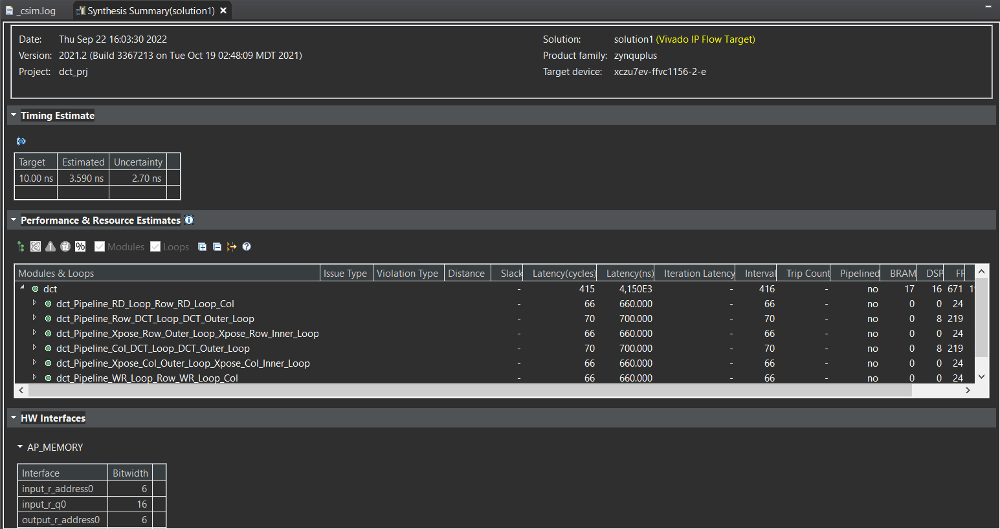 _csim.log Synthesis Summary(solution1)
Date: Thu Sep 22 16:03:30 2022 Solution: solution1 (Vivado IP Flow Target)
Version: 2021.2 (Build 3367213 on Tue Oct 19 02:48:09 MDT 2021) Product family: zynquplus
Project: dct_prj Target device: xczu7ev-ffvc1156-2-e
Timing Estimate
Target Estimated Uncertainty
10.00 ns 3.590 ns 2.70 ns
Performance & Resource Estimates
% Modules Loops
Modules & Loops Issue Type Violation Type Distance Slack Latency(cycles) Latency(ns) Iteration Latency Interval Trip Count Pipelined BRAM DSP FF
dct - 415 4,150E3 - 416 - no 17 16 671
dct_Pipeline_RD_Loop_Row_RD_Loop_Col - 66 660.000 - 66 - no 0 0 24
dct_Pipeline_Row_DCT_Loop_DCT_Outer_Loop - 70 700.000 - 70 - no 0 8 219
dct_Pipeline_Xpose_Row_Outer_Loop_Xpose_Row_Inner_Loop - 66 660.000 - 66 - no 0 0 24
dct_Pipeline_Col_DCT_Loop_DCT_Outer_Loop - 70 700.000 - 70 - no 0 8 219
dct_Pipeline_Xpose_Col_Outer_Loop_Xpose_Col_Inner_Loop - 66 660.000 - 66 - no 0 0 24
dct_Pipeline_WR_Loop_Row_WR_Loop_Col - 66 660.000 - 66 - no 0 0 24
HW Interfaces
AP_MEMORY
Interface Bitwidth
input_r_address0 6
input_r_q0 16
output_r_address0 6